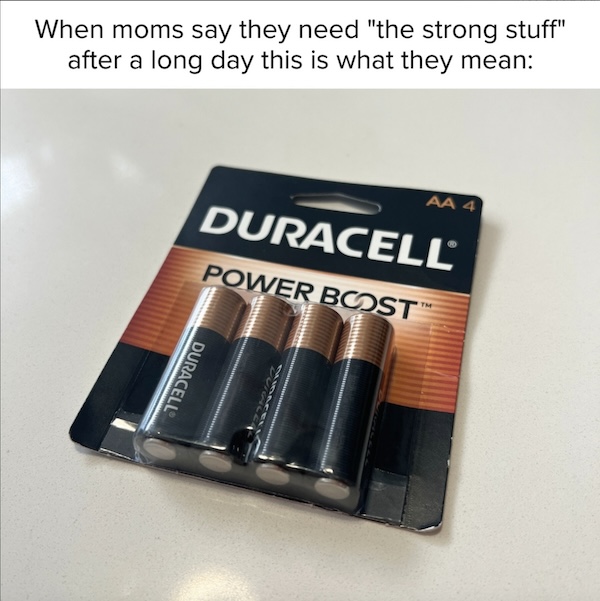 When moms say they need "the strong stuff"
after a long day this is what they mean:
AA 4
DURACELL®
POWER BOOST™
DURACELL®
DURACELL